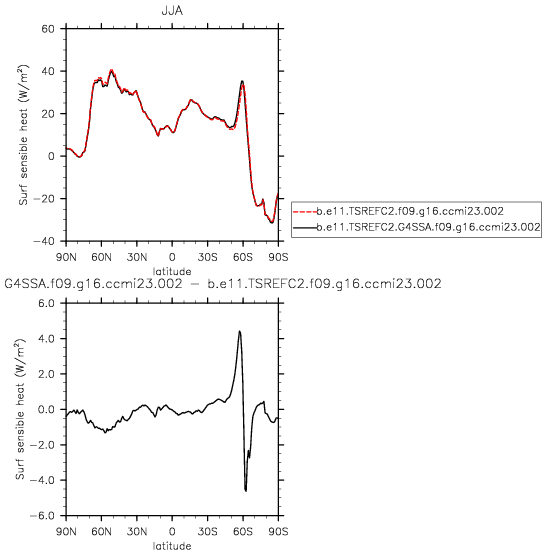 JJA
60
40
20
0
-20
-40
Surf sensible heat (W/m²)
90N 60N 30N 0 30S 60S 90S
latitude
b.e11.TSREFC2.f09.g16.ccmi23.002
b.e11.TSREFC2.G4SSA.f09.g16.ccmi23.002
G4SSA.f09.g16.ccmi23.002 - b.e11.TSREFC2.f09.g16.ccmi23.002
6.0
4.0
2.0
0.0
-2.0
-4.0
-6.0
Surf sensible heat (W/m²)
90N 60N 30N 0 30S 60S 90S
latitude